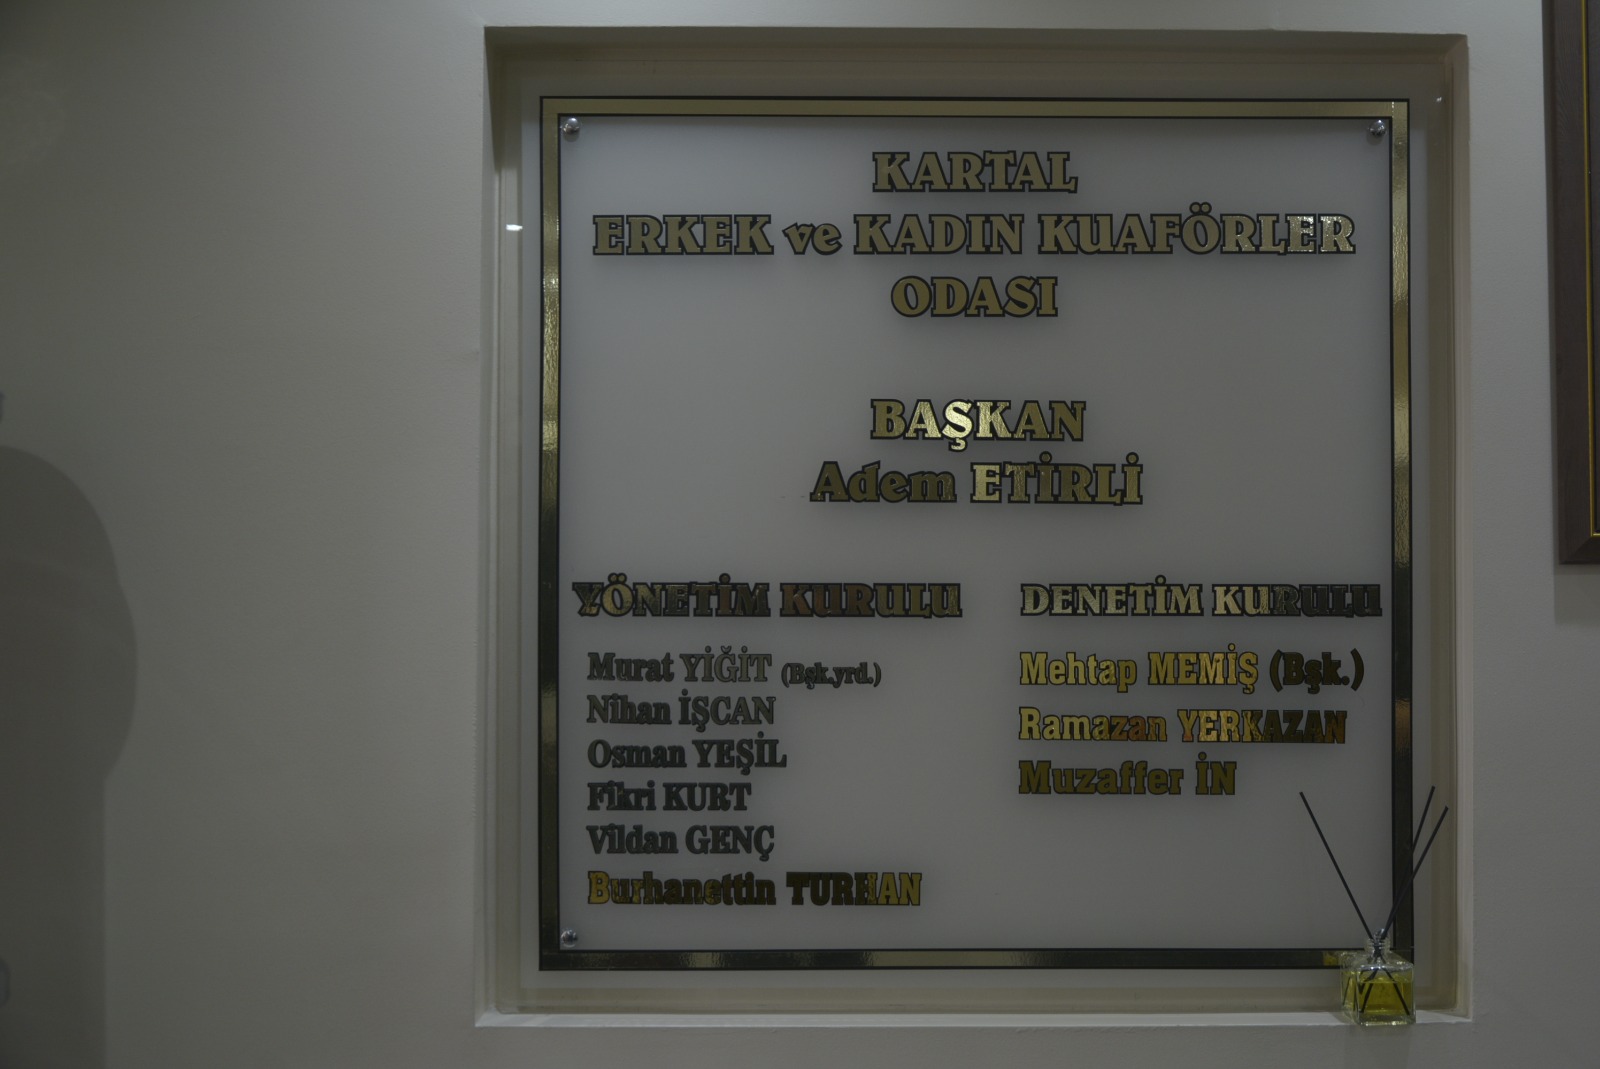 KARTAL
ERKEK ve KADIN KUAFÖRLER
ODASI
BAŞKAN
Adem ETİRLİ
YÖNETİM KURULU
Murat YİĞİT (Bşk.yrd.)
Nihan İŞCAN
Osman YEŞİL
Fikri KURT
Vildan GENÇ
Burhanettin TURHAN
DENETİM KURULU
Mehtap MEMİŞ (Bşk.)
Ramazan YERKAZAN
Muzaffer İN